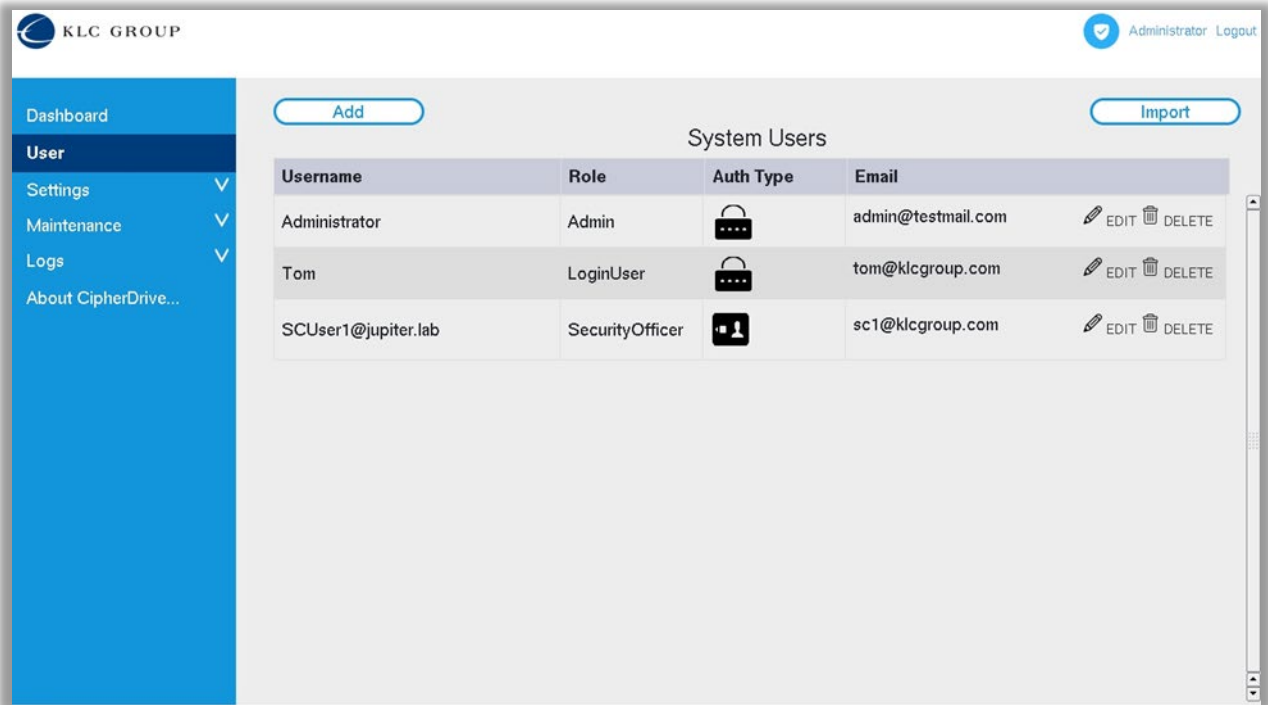 KLC GROUP
Administrator Logout
Dashboard
User
Settings
Maintenance
Logs
About CipherDrive...
Add
Import
System Users
Username Role Auth Type Email
Administrator Admin admin@testmail.com EDIT DELETE
Tom LoginUser tom@klcgroup.com EDIT DELETE
SCUser1@jupiter.lab SecurityOfficer sc1@klcgroup.com EDIT DELETE